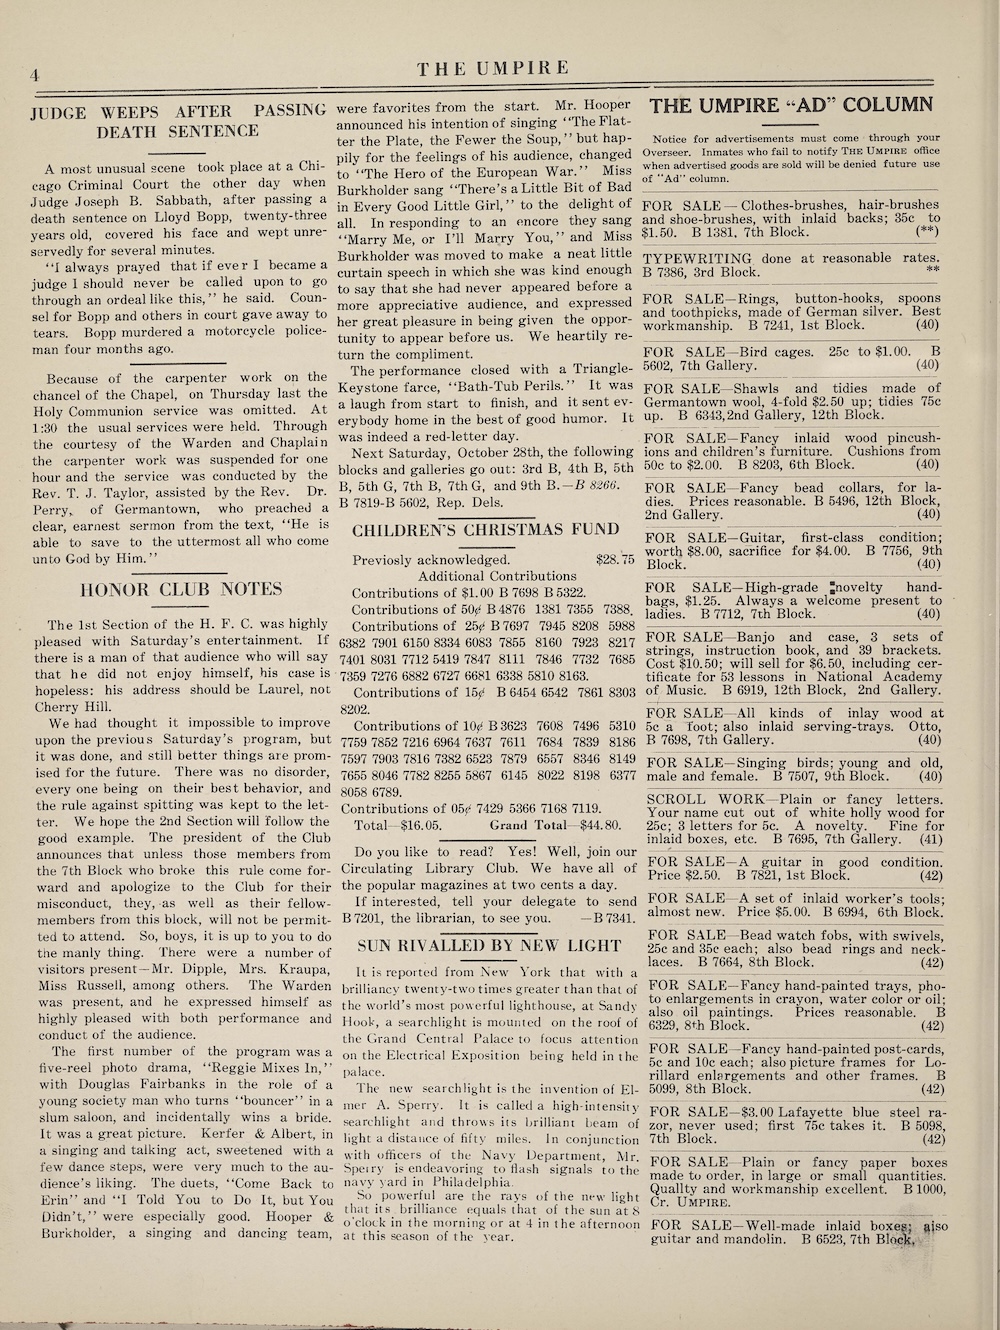 4
THE UMPIRE
JUDGE WEEPS AFTER PASSING
DEATH SENTENCE
A most unusual scene took place at a Chi-
cago Criminal Court the other day when
Judge Joseph B. Sabbath, after passing a
death sentence on Lloyd Bopp, twenty-three
years old, covered his face and wept unre-
servedly for several minutes.
“I always prayed that if ever I became a
judge I should never be called upon to go
through an ordeal like this,” he said. Coun-
sel for Bopp and others in court gave away to
tears. Bopp murdered a motorcycle police-
man four months ago.
Because of the carpenter work on the
chancel of the Chapel, on Thursday last the
Holy Communion service was omitted. At
1:30 the usual services were held. Through
the courtesy of the Warden and Chaplain
the carpenter work was suspended for one
hour and the service was conducted by the
Rev. T. J. Taylor, assisted by the Rev. Dr.
Perry, of Germantown, who preached a
clear, earnest sermon from the text, “He is
able to save to the uttermost all who come
unto God by Him.”
HONOR CLUB NOTES
The 1st Section of the H. F. C. was highly
pleased with Saturday's entertainment. If
there is a man of that audience who will say
that he did not enjoy himself, his case is
hopeless: his address should be Laurel, not
Cherry Hill.
We had thought it impossible to improve
upon the previous Saturday's program, but
it was done, and still better things are prom-
ised for the future. There was no disorder,
every one being on their best behavior, and
the rule against spitting was kept to the let-
ter. We hope the 2nd Section will follow the
good example. The president of the Club
announces that unless those members from
the 7th Block who broke this rule come for-
ward and apologize to the Club for their
misconduct, they, as well as their fellow-
members from this block, will not be permit-
ted to attend. So, boys, it is up to you to do
the manly thing. There were a number of
visitors present—Mr. Dipple, Mrs. Kraupa,
Miss Russell, among others. The Warden
was present, and he expressed himself as
highly pleased with both performance and
conduct of the audience.
The first number of the program was a
five-reel photo drama, “Reggie Mixes In,”
with Douglas Fairbanks in the role of a
young society man who turns “bouncer” in a
slum saloon, and incidentally wins a bride.
It was a great picture. Kerfer & Albert, in
a singing and talking act, sweetened with a
few dance steps, were very much to the au-
dience's liking. The duets, “Come Back to
Erin” and “I Told You to Do It, but You
Didn't,” were especially good. Hooper &
Burkholder, a singing and dancing team,
were favorites from the start. Mr. Hooper
announced his intention of singing “The Flat-
ter the Plate, the Fewer the Soup,” but hap-
pily for the feelings of his audience, changed
to “The Hero of the European War.” Miss
Burkholder sang “There's a Little Bit of Bad
in Every Good Little Girl,” to the delight of
all. In responding to an encore they sang
“Marry Me, or I'll Marry You,” and Miss
Burkholder was moved to make a neat little
curtain speech in which she was kind enough
to say that she had never appeared before a
more appreciative audience, and expressed
her great pleasure in being given the oppor-
tunity to appear before us. We heartily re-
turn the compliment.
The performance closed with a Triangle-
Keystone farce, “Bath-Tub Perils.” It was
a laugh from start to finish, and it sent ev-
erybody home in the best of good humor. It
was indeed a red-letter day.
Next Saturday, October 28th, the following
blocks and galleries go out: 3rd B, 4th B, 5th
B, 5th G, 7th B, 7th G, and 9th B.—B 8266.
B 7819-B 5602, Rep. Dels.
CHILDREN'S CHRISTMAS FUND
Previosly acknowledged. $28.75
Additional Contributions
Contributions of $1.00 B 7698 B 5322.
Contributions of 50¢ B 4876 1381 7355 7388.
Contributions of 25¢ B 7697 7945 8208 5988
6382 7901 6150 8334 6083 7855 8160 7923 8217
7401 8031 7712 5419 7847 8111 7846 7732 7685
7359 7276 6882 6727 6681 6338 5810 8163.
Contributions of 15¢ B 6454 6542 7861 8303
8202.
Contributions of 10¢ B 3623 7608 7496 5310
7759 7852 7216 6964 7637 7611 7684 7839 8186
7597 7903 7816 7382 6523 7879 6557 8346 8149
7655 8046 7782 8255 5867 6145 8022 8198 6377
8058 6789.
Contributions of 05¢ 7429 5366 7168 7119.
Total—$16.05. Grand Total—$44.80.
Do you like to read? Yes! Well, join our
Circulating Library Club. We have all of
the popular magazines at two cents a day.
If interested, tell your delegate to send
B 7201, the librarian, to see you. —B 7341.
SUN RIVALLED BY NEW LIGHT
It is reported from New York that with a
brilliancy twenty-two times greater than that of
the world's most powerful lighthouse, at Sandy
Hook, a searchlight is mounted on the roof of
the Grand Central Palace to focus attention
on the Electrical Exposition being held in the
palace.
The new searchlight is the invention of El-
mer A. Sperry. It is called a high-intensity
searchlight and throws its brilliant beam of
light a distance of fifty miles. In conjunction
with officers of the Navy Department, Mr.
Sperry is endeavoring to flash signals to the
navy yard in Philadelphia.
So powerful are the rays of the new light
that its brilliance equals that of the sun at 8
o'clock in the morning or at 4 in the afternoon
at this season of the year.
THE UMPIRE “AD” COLUMN
Notice for advertisements must come through your
Overseer. Inmates who fail to notify THE UMPIRE office
when advertised goods are sold will be denied future use
of “Ad” column.
FOR SALE—Clothes-brushes, hair-brushes
and shoe-brushes, with inlaid backs; 35c to
$1.50. B 1381, 7th Block. (**)
TYPEWRITING done at reasonable rates.
B 7386, 3rd Block. **
FOR SALE—Rings, button-hooks, spoons
and toothpicks, made of German silver. Best
workmanship. B 7241, 1st Block. (40)
FOR SALE—Bird cages. 25c to $1.00. B
5602, 7th Gallery. (40)
FOR SALE—Shawls and tidies made of
Germantown wool, 4-fold $2.50 up; tidies 75c
up. B 6343, 2nd Gallery, 12th Block.
FOR SALE—Fancy inlaid wood pincush-
ions and children's furniture. Cushions from
50c to $2.00. B 8203, 6th Block. (40)
FOR SALE—Fancy bead collars, for la-
dies. Prices reasonable. B 5496, 12th Block,
2nd Gallery. (40)
FOR SALE—Guitar, first-class condition;
worth $8.00, sacrifice for $4.00. B 7756, 9th
Block. (40)
FOR SALE—High-grade novelty hand-
bags, $1.25. Always a welcome present to
ladies. B 7712, 7th Block. (40)
FOR SALE—Banjo and case, 3 sets of
strings, instruction book, and 39 brackets.
Cost $10.50; will sell for $6.50, including cer-
tificate for 53 lessons in National Academy
of Music. B 6919, 12th Block, 2nd Gallery.
FOR SALE—All kinds of inlay wood at
5c a foot; also inlaid serving-trays. Otto,
B 7698, 7th Gallery. (40)
FOR SALE—Singing birds; young and old,
male and female. B 7507, 9th Block. (40)
SCROLL WORK—Plain or fancy letters.
Your name cut out of white holly wood for
25c; 3 letters for 5c. A novelty. Fine for
inlaid boxes, etc. B 7695, 7th Gallery. (41)
FOR SALE—A guitar in good condition.
Price $2.50. B 7821, 1st Block. (42)
FOR SALE—A set of inlaid worker's tools;
almost new. Price $5.00. B 6994, 6th Block.
FOR SALE—Bead watch fobs, with swivels,
25c and 35c each; also bead rings and neck-
laces. B 7664, 8th Block. (42)
FOR SALE—Fancy hand-painted trays, pho-
to enlargements in crayon, water color or oil;
also oil paintings. Prices reasonable. B
6329, 8th Block. (42)
FOR SALE—Fancy hand-painted post-cards,
5c and 10c each; also picture frames for Lo-
rillard enlargements and other frames. B
5099, 8th Block. (42)
FOR SALE—$3.00 Lafayette blue steel ra-
zor, never used; first 75c takes it. B 5098,
7th Block. (42)
FOR SALE—Plain or fancy paper boxes
made to order, in large or small quantities.
Quality and workmanship excellent. B 1000,
Cr. UMPIRE.
FOR SALE—Well-made inlaid boxes; also
guitar and mandolin. B 6523, 7th Block,